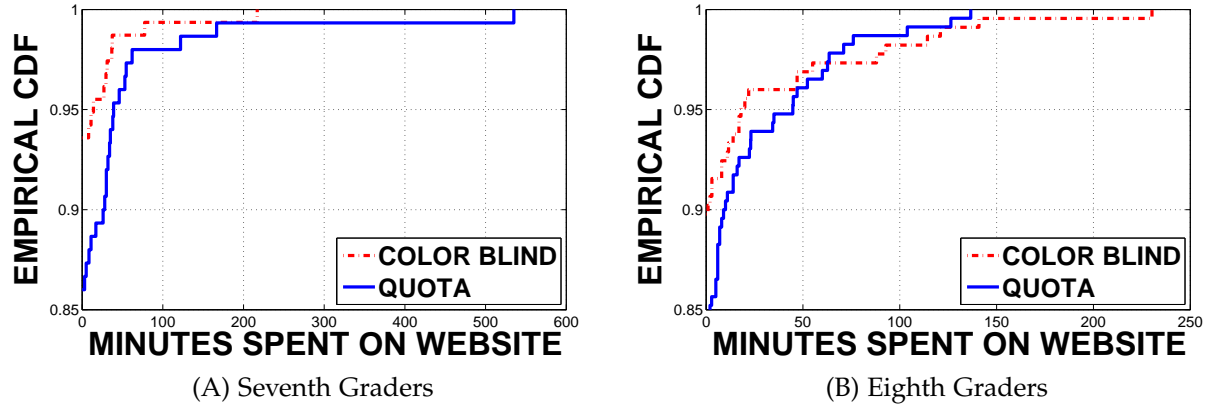 EMPIRICAL CDF
1
0.95
0.9
0.85
0
100
200
300
400
500
600
COLOR BLIND
QUOTA
MINUTES SPENT ON WEBSITE
(A) Seventh Graders
EMPIRICAL CDF
1
0.95
0.9
0.85
0
50
100
150
200
250
COLOR BLIND
QUOTA
MINUTES SPENT ON WEBSITE
(B) Eighth Graders